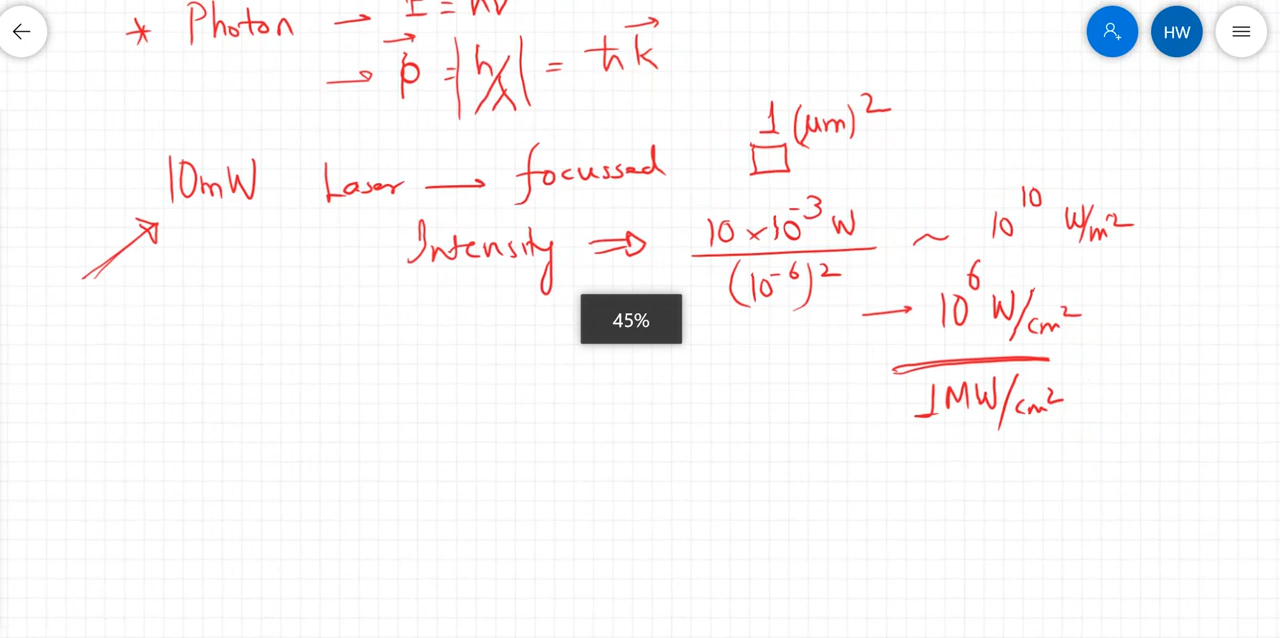 * Photon → E = hν
→ p⃗ = |h/λ| = ħk⃗
1 (μm)²
10mW Laser → focussed
Intensity ⇒ 10 × 10⁻³ W / (10⁻⁶)² ~ 10¹⁰ W/m²
→ 10⁶ W/cm²
1MW/cm²
45%
HW